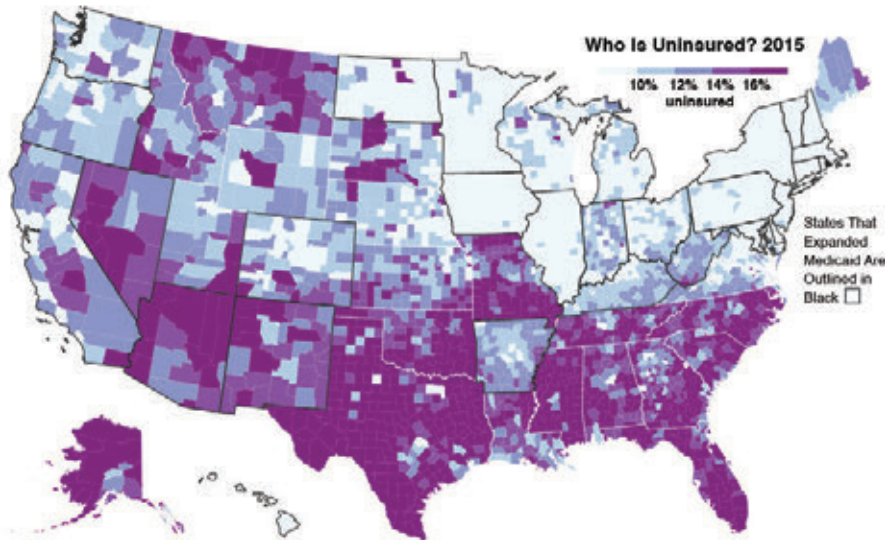 Who Is Uninsured? 2015
10% 12% 14% 16%
uninsured
States That
Expanded
Medicaid Are
Outlined in
Black